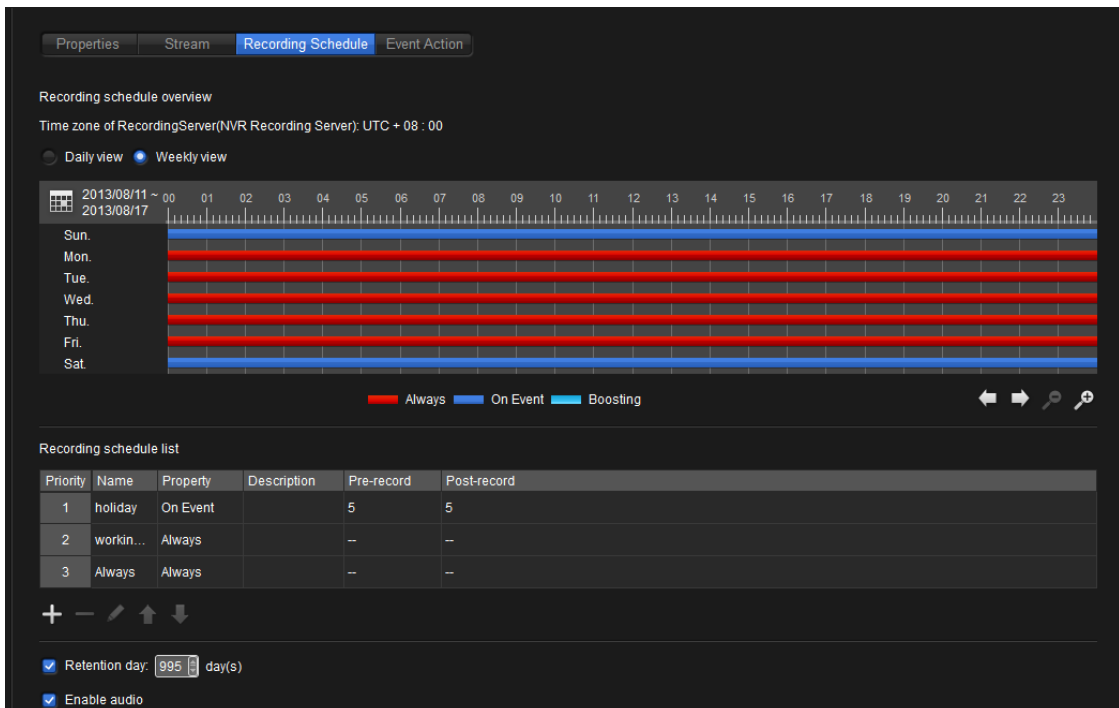 Properties Stream Recording Schedule Event Action
Recording schedule overview
Time zone of RecordingServer(NVR Recording Server): UTC + 08 : 00
Daily view Weekly view
2013/08/11 ~
2013/08/17
00 01 02 03 04 05 06 07 08 09 10 11 12 13 14 15 16 17 18 19 20 21 22 23
Sun.
Mon.
Tue.
Wed.
Thu.
Fri.
Sat.
Always On Event Boosting
Recording schedule list
Priority Name Property Description Pre-record Post-record
1 holiday On Event 5 5
2 workin... Always -- --
3 Always Always -- --
Retention day: 995 day(s)
Enable audio